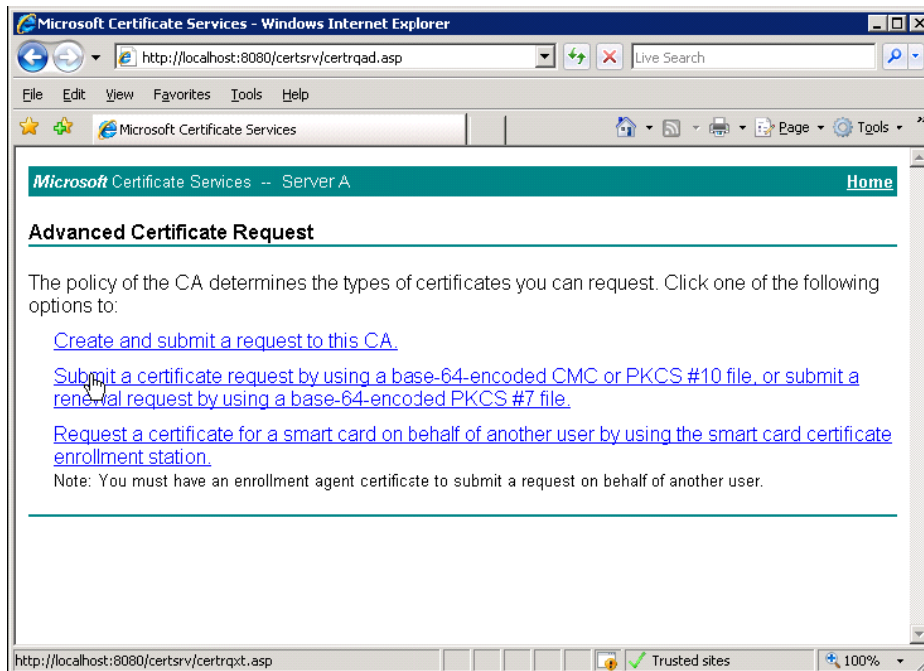 Microsoft Certificate Services - Windows Internet Explorer
http://localhost:8080/certsrv/certrqad.asp
Live Search
File Edit View Favorites Tools Help
Microsoft Certificate Services
Page
Tools
Microsoft Certificate Services -- Server A
Home
Advanced Certificate Request
The policy of the CA determines the types of certificates you can request. Click one of the following
options to:
Create and submit a request to this CA.
Submit a certificate request by using a base-64-encoded CMC or PKCS #10 file, or submit a
renewal request by using a base-64-encoded PKCS #7 file.
Request a certificate for a smart card on behalf of another user by using the smart card certificate
enrollment station.
Note: You must have an enrollment agent certificate to submit a request on behalf of another user.
http://localhost:8080/certsrv/certrqxt.asp
Trusted sites
100%